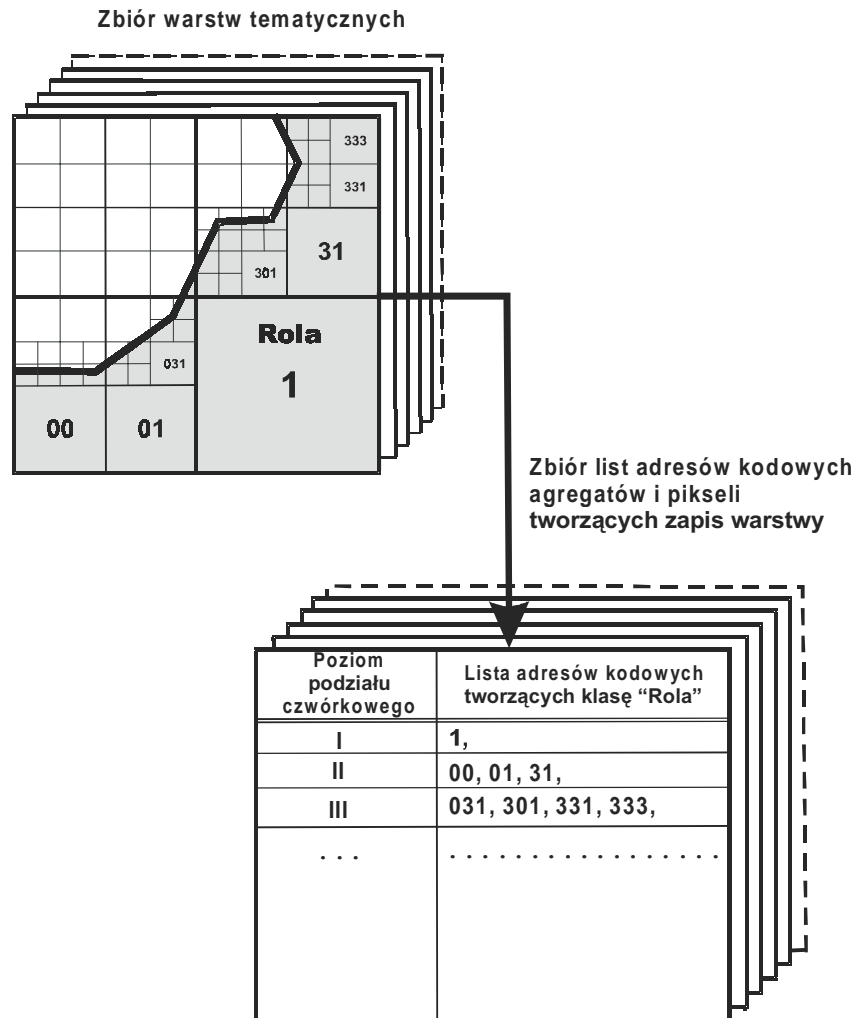 Zbiór warstw tematycznych
333
331
31
301
Rola
1
031
00
01
Zbiór list adresów kodowych
agregatów i pikseli
tworzących zapis warstwy
Poziom
podziału
czwórkowego
Lista adresów kodowych
tworzących klasę “Rola”
I
1,
II
00, 01, 31,
III
031, 301, 331, 333,
. . .
. . . . . . . . . . . . . . . . . .